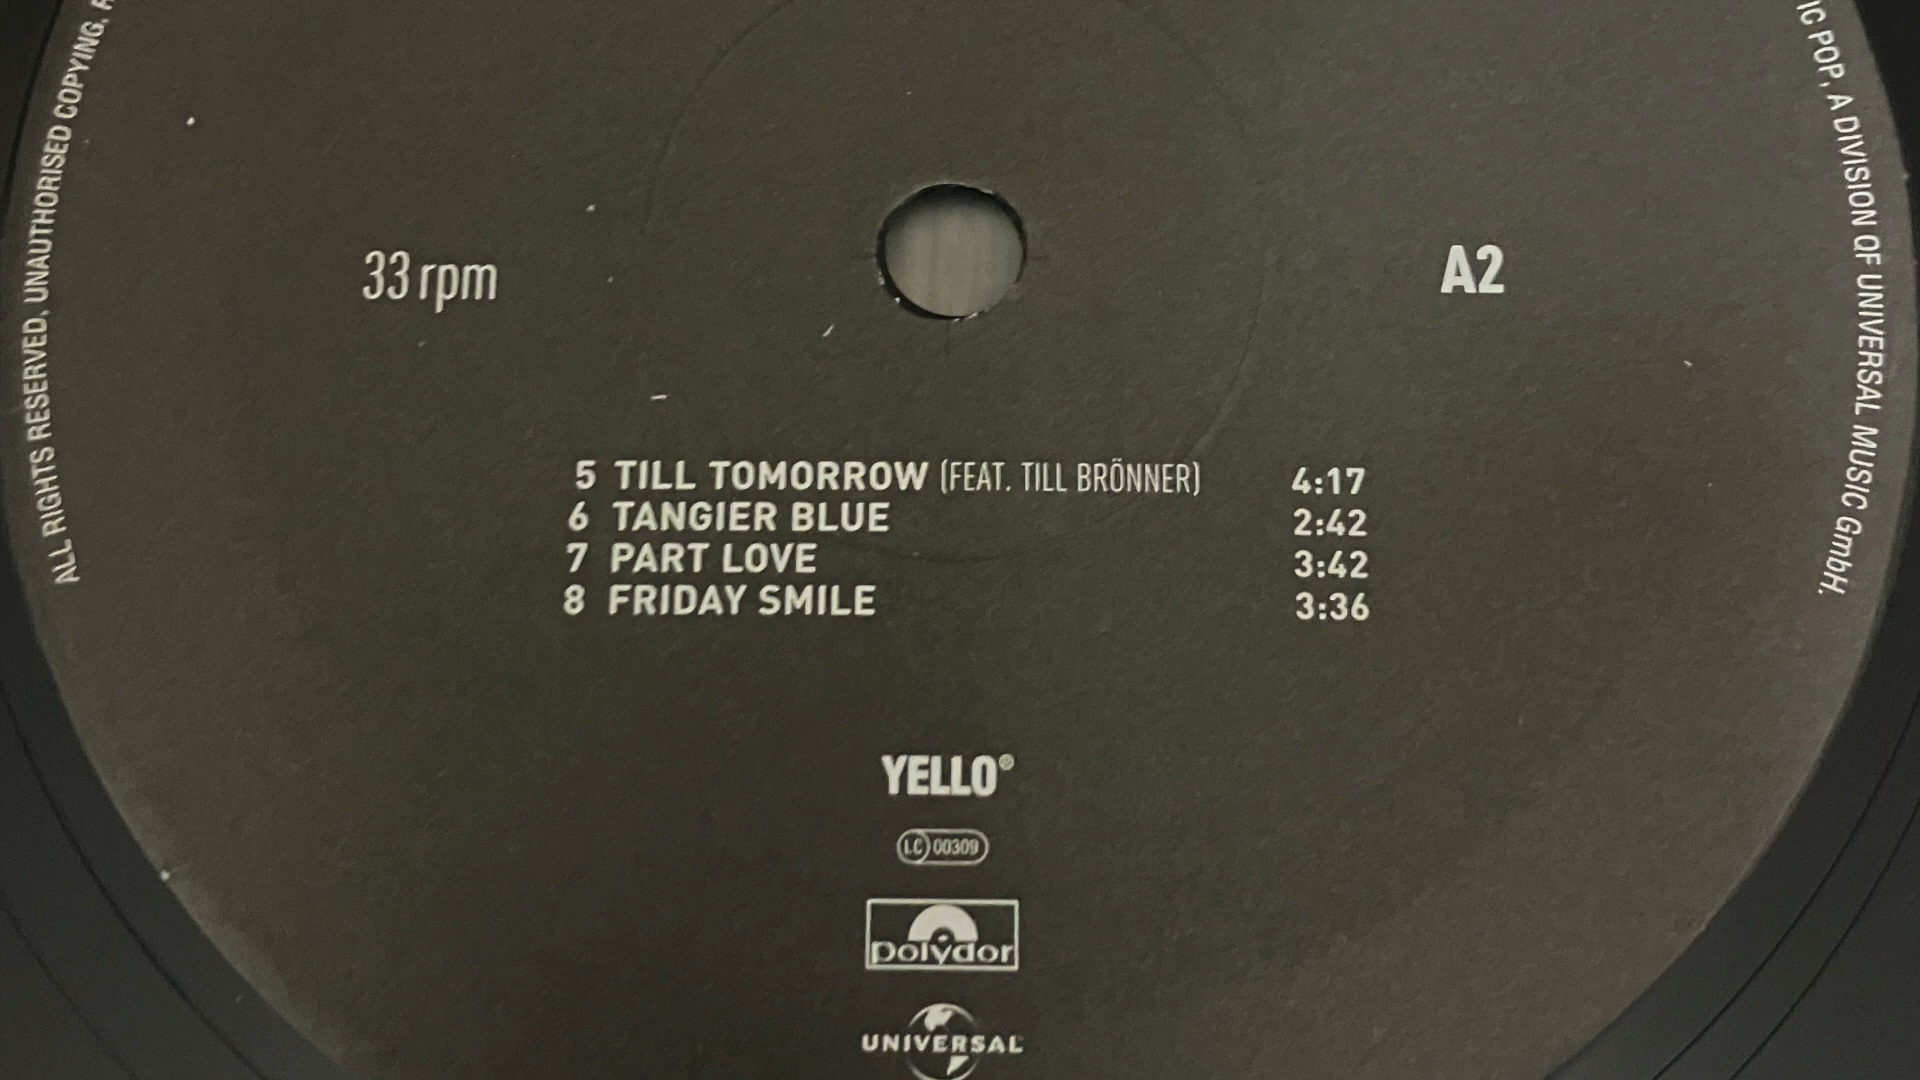 ALL RIGHTS RESERVED. UNAUTHORISED COPYING,
POP, A DIVISION OF UNIVERSAL MUSIC GmbH.
33 rpm
A2
5 TILL TOMORROW (FEAT. TILL BRÖNNER) 4:17
6 TANGIER BLUE 2:42
7 PART LOVE 3:42
8 FRIDAY SMILE 3:36
YELLO®
LC 00309
polydor
UNIVERSAL